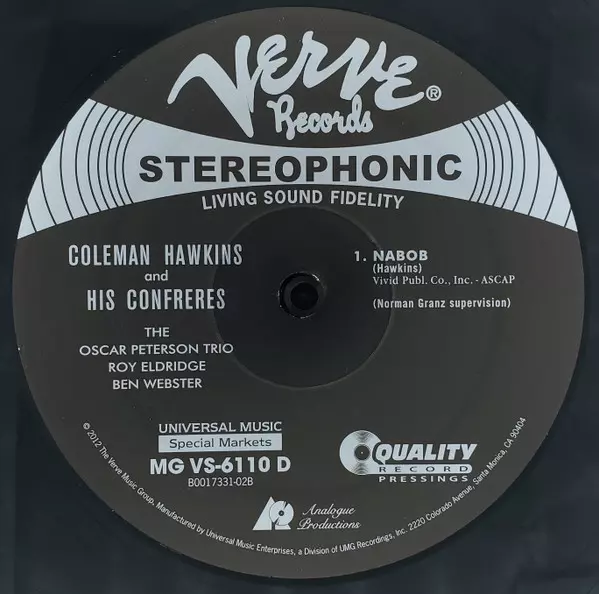 Verve®
Records
STEREOPHONIC
LIVING SOUND FIDELITY
COLEMAN HAWKINS
and
HIS CONFRERES
THE
OSCAR PETERSON TRIO
ROY ELDRIDGE
BEN WEBSTER
1. NABOB
(Hawkins)
Vivid Publ. Co., Inc. - ASCAP
(Norman Granz supervision)
UNIVERSAL MUSIC
Special Markets
MG VS-6110 D
B0017331-02B
QUALITY
RECORD
PRESSINGS
AP
Analogue
Productions
© 2012 The Verve Music Group, Manufactured by Universal Music Enterprises, a Division of UMG Recordings, Inc. 2220 Colorado Avenue, Santa Monica, CA 90404